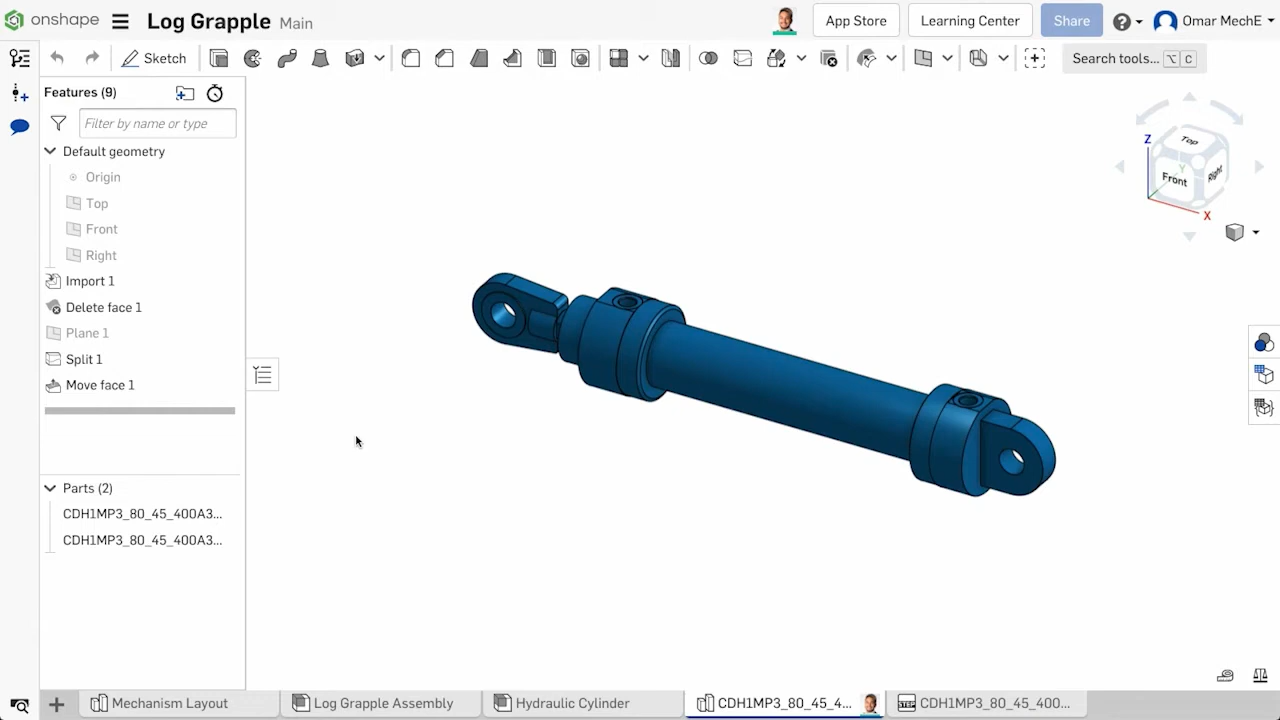 onshape
Log Grapple Main
App Store
Learning Center
Share
Omar MechE
Sketch
Search tools... ⌥ C
Features (9)
Filter by name or type
Default geometry
Origin
Top
Front
Right
Import 1
Delete face 1
Plane 1
Split 1
Move face 1
Parts (2)
CDH1MP3_80_45_400A3...
CDH1MP3_80_45_400A3...
Z
Top
Y
Front
Right
X
Mechanism Layout
Log Grapple Assembly
Hydraulic Cylinder
CDH1MP3_80_45_4...
STEP
CDH1MP3_80_45_400...